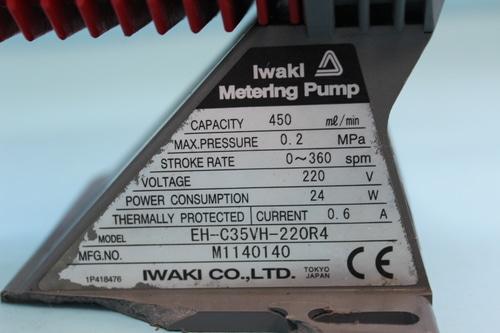 Iwaki
Metering Pump
CAPACITY 450 mℓ/min
MAX.PRESSURE 0.2 MPa
STROKE RATE 0~360 spm
VOLTAGE 220 V
POWER CONSUMPTION 24 W
THERMALLY PROTECTED CURRENT 0.6 A
MODEL EH-C35VH-220R4
MFG.NO. M1140140
1P418476 IWAKI CO.,LTD. TOKYO JAPAN CE